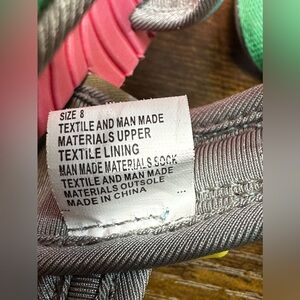 SIZE 8
TEXTILE AND MAN MADE
MATERIALS UPPER
TEXTILE LINING
MAN MADE MATERIALS SOCK
TEXTILE AND MAN MADE
MATERIALS OUTSOLE
MADE IN CHINA